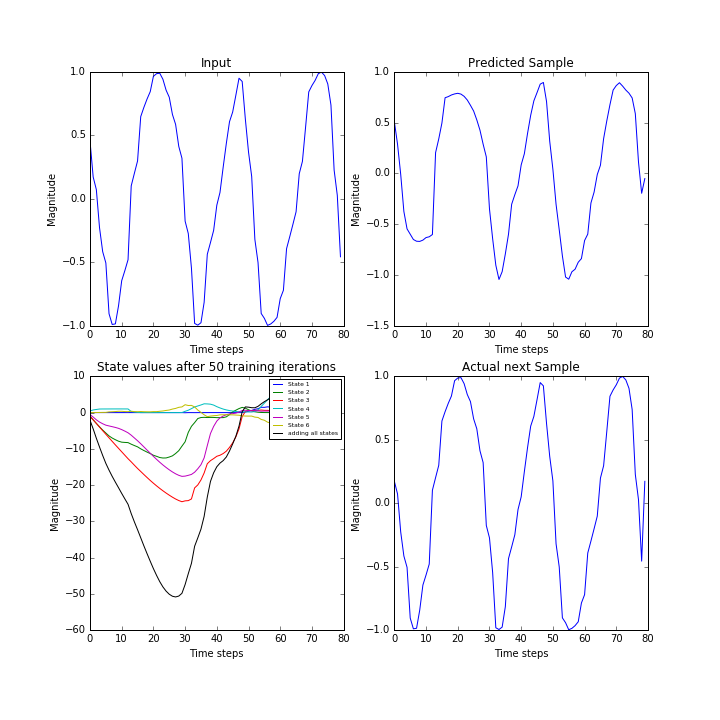 Input
Magnitude
1.0
0.5
0.0
−0.5
−1.0
0 10 20 30 40 50 60 70 80
Time steps
Predicted Sample
Magnitude
1.0
0.5
0.0
−0.5
−1.0
−1.5
0 10 20 30 40 50 60 70 80
Time steps
State values after 50 training iterations
Magnitude
10
0
−10
−20
−30
−40
−50
−60
0 10 20 30 40 50 60 70 80
Time steps
State 1
State 2
State 3
State 4
State 5
State 6
adding all states
Actual next Sample
Magnitude
1.0
0.5
0.0
−0.5
−1.0
0 10 20 30 40 50 60 70 80
Time steps